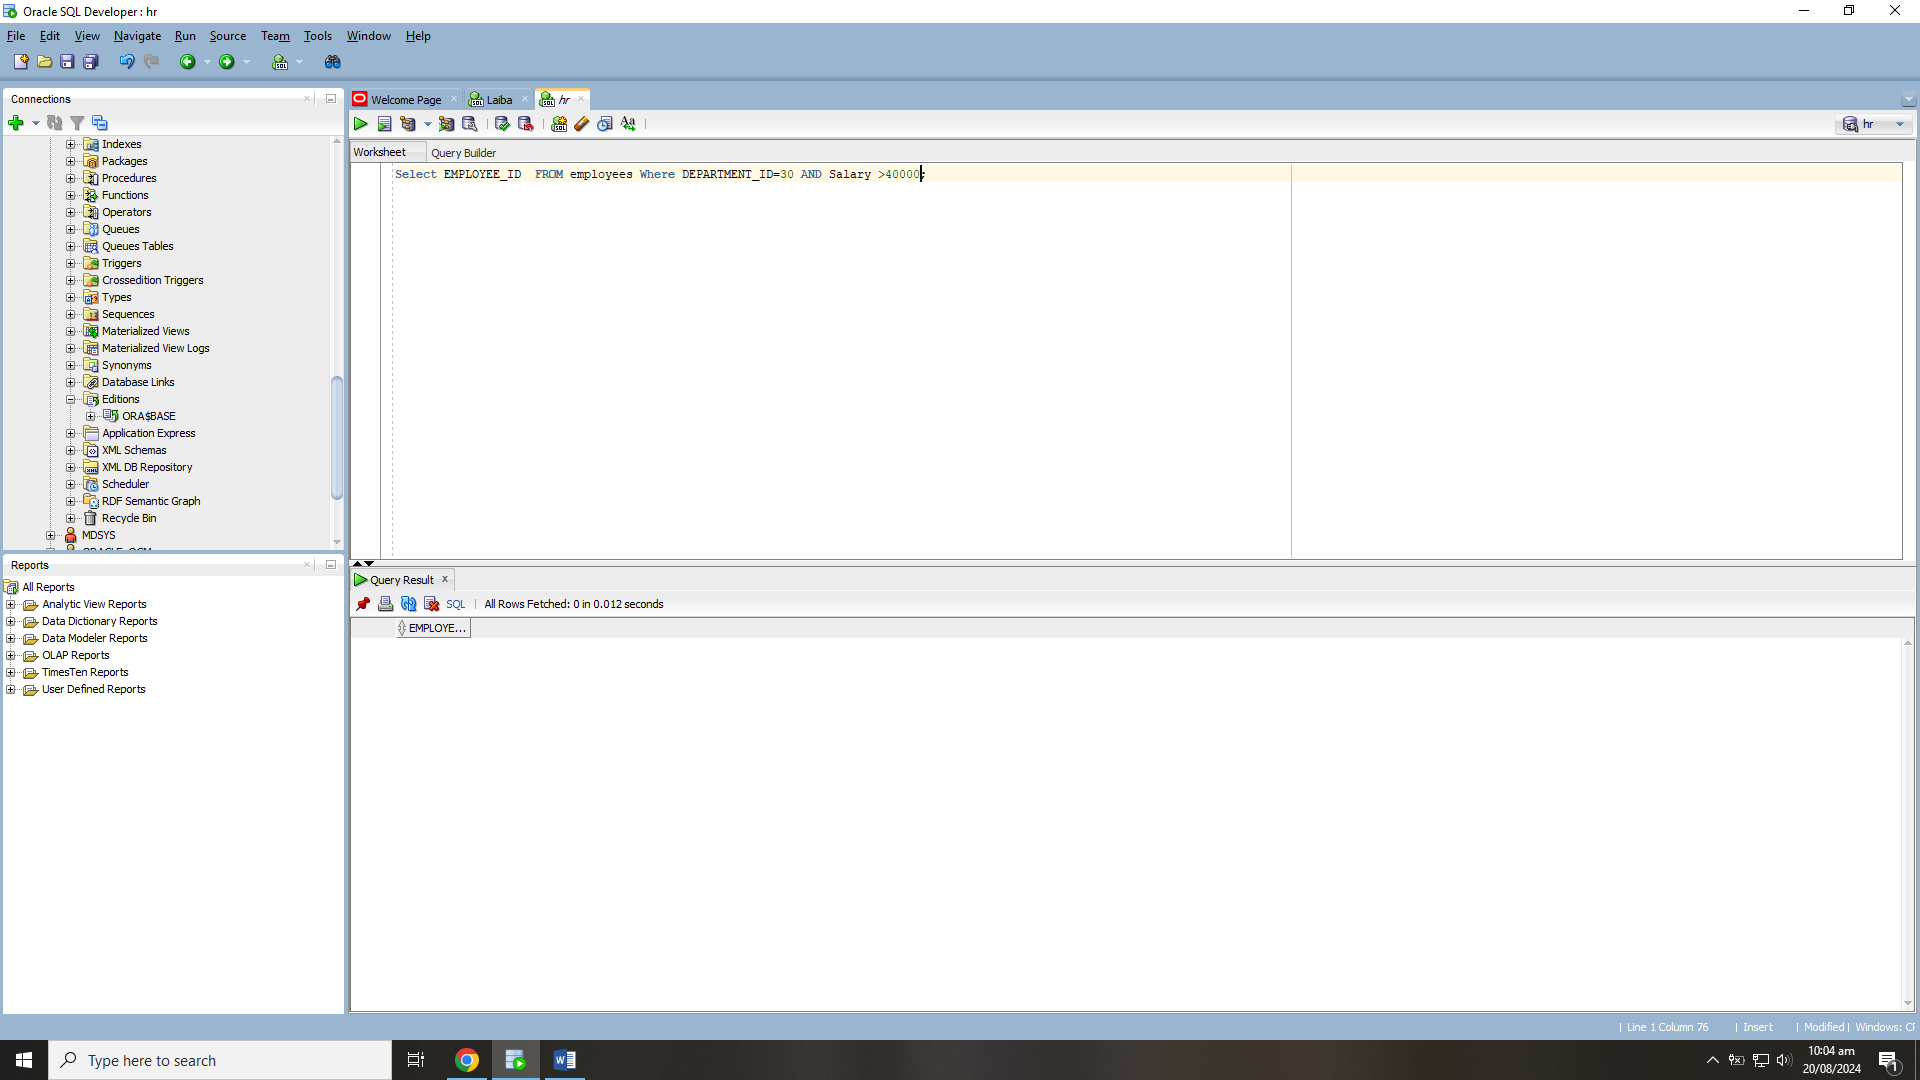 Oracle SQL Developer : hr
File Edit View Navigate Run Source Team Tools Window Help
Connections
Indexes
Packages
Procedures
Functions
Operators
Queues
Queues Tables
Triggers
Crossedition Triggers
Types
Sequences
Materialized Views
Materialized View Logs
Synonyms
Database Links
Editions
ORA$BASE
Application Express
XML Schemas
XML DB Repository
Scheduler
RDF Semantic Graph
Recycle Bin
MDSYS
Reports
All Reports
Analytic View Reports
Data Dictionary Reports
Data Modeler Reports
OLAP Reports
TimesTen Reports
User Defined Reports
Welcome Page Laiba hr
hr
Worksheet Query Builder
Select EMPLOYEE_ID  FROM employees Where DEPARTMENT_ID=30 AND Salary >40000;
Query Result
SQL | All Rows Fetched: 0 in 0.012 seconds
EMPLOYE...
| Line 1 Column 76 | Insert | Modified | Windows: CF
Type here to search
10:04 am
20/08/2024
1